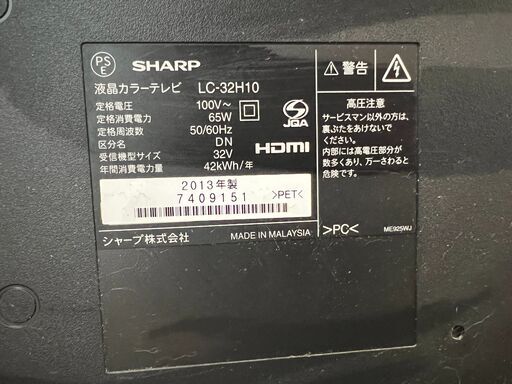 PS
E
SHARP
液晶カラーテレビ LC-32H10
定格電圧 100V～
定格消費電力 65W
定格周波数 50/60Hz
区分名 DN
受信機型サイズ 32V
年間消費電力量 42kWh/年
JQA
HDMI
2013年製
7409151 >PET<
シャープ株式会社 MADE IN MALAYSIA
警告
高圧注意
サービスマン以外の方は、
裏ぶたをあけないで
ください。
内部には高電圧部分が
数多くあり、万一さわると
危険です。
>PC< ME925WJ